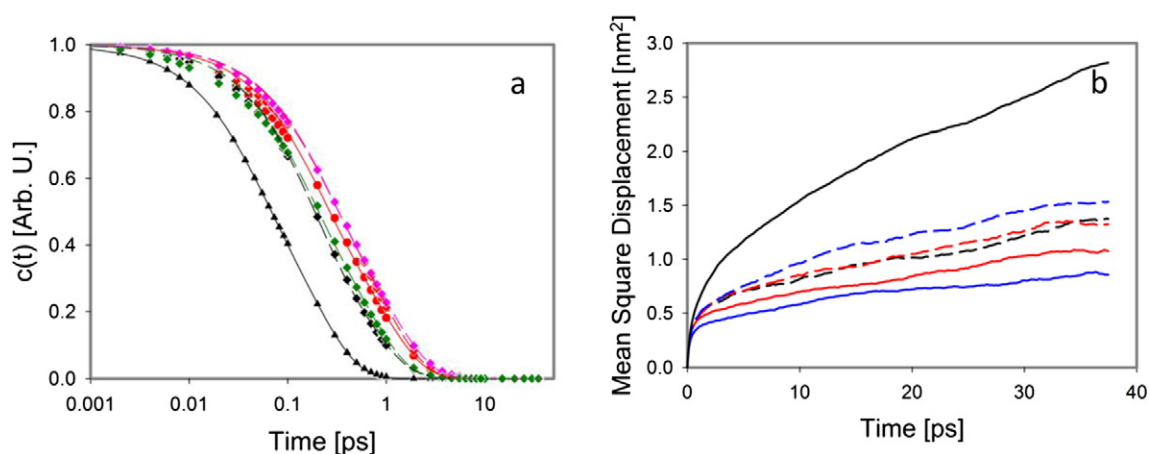 a
c(t) [Arb. U.]
1.0
0.8
0.6
0.4
0.2
0.0
0.001 0.01 0.1 1 10
Time [ps]
b
Mean Square Displacement [nm²]
3.0
2.5
2.0
1.5
1.0
0.5
0.0
0 10 20 30 40
Time [ps]